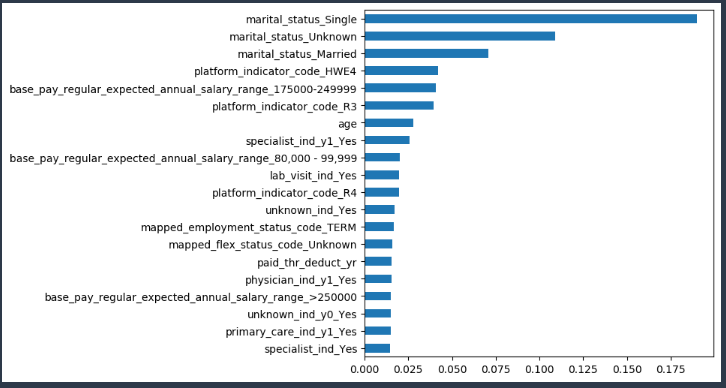 marital_status_Single
marital_status_Unknown
marital_status_Married
platform_indicator_code_HWE4
base_pay_regular_expected_annual_salary_range_175000-249999
platform_indicator_code_R3
age
specialist_ind_y1_Yes
base_pay_regular_expected_annual_salary_range_80,000 - 99,999
lab_visit_ind_Yes
platform_indicator_code_R4
unknown_ind_Yes
mapped_employment_status_code_TERM
mapped_flex_status_code_Unknown
paid_thr_deduct_yr
physician_ind_y1_Yes
base_pay_regular_expected_annual_salary_range_>250000
unknown_ind_y0_Yes
primary_care_ind_y1_Yes
specialist_ind_Yes
0.000 0.025 0.050 0.075 0.100 0.125 0.150 0.175